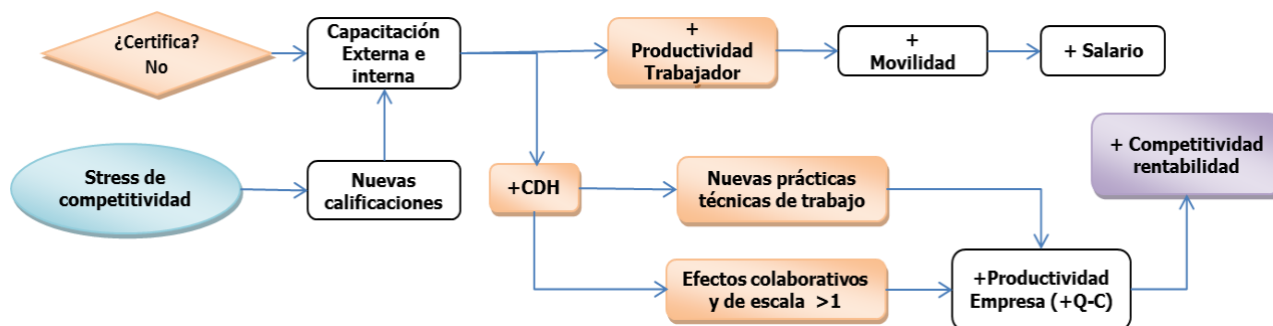 ¿Certifica?
No
Capacitación
Externa e
interna
+
Productividad
Trabajador
+
Movilidad
+ Salario
Stress de
competitividad
Nuevas
calificaciones
+CDH
Nuevas prácticas
técnicas de trabajo
+ Competitividad
rentabilidad
Efectos colaborativos
y de escala >1
+Productividad
Empresa (+Q-C)